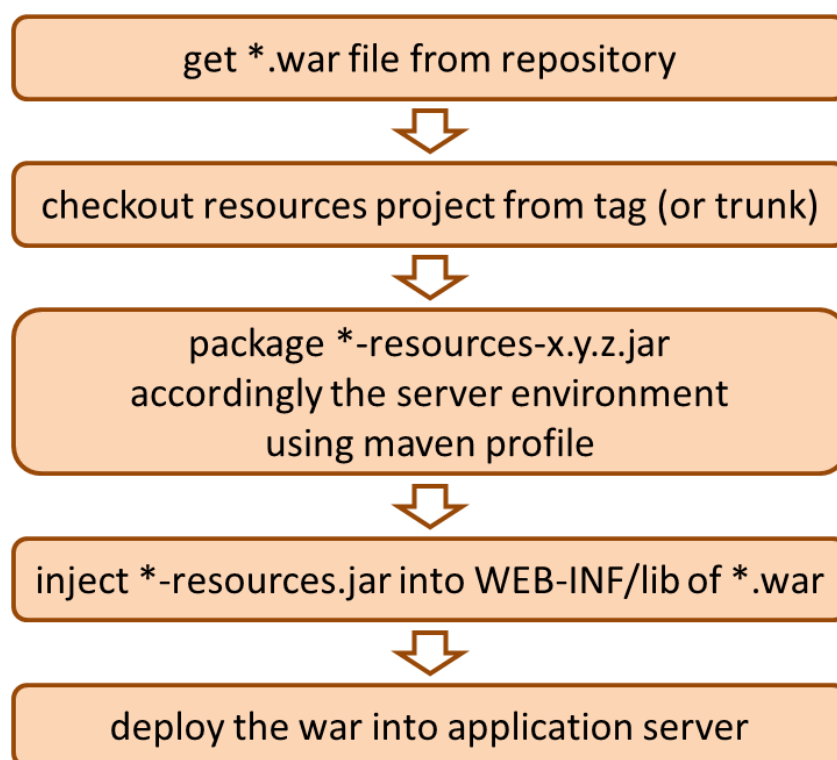 get *.war file from repository
checkout resources project from tag (or trunk)
package *-resources-x.y.z.jar
accordingly the server environment
using maven profile
inject *-resources.jar into WEB-INF/lib of *.war
deploy the war into application server